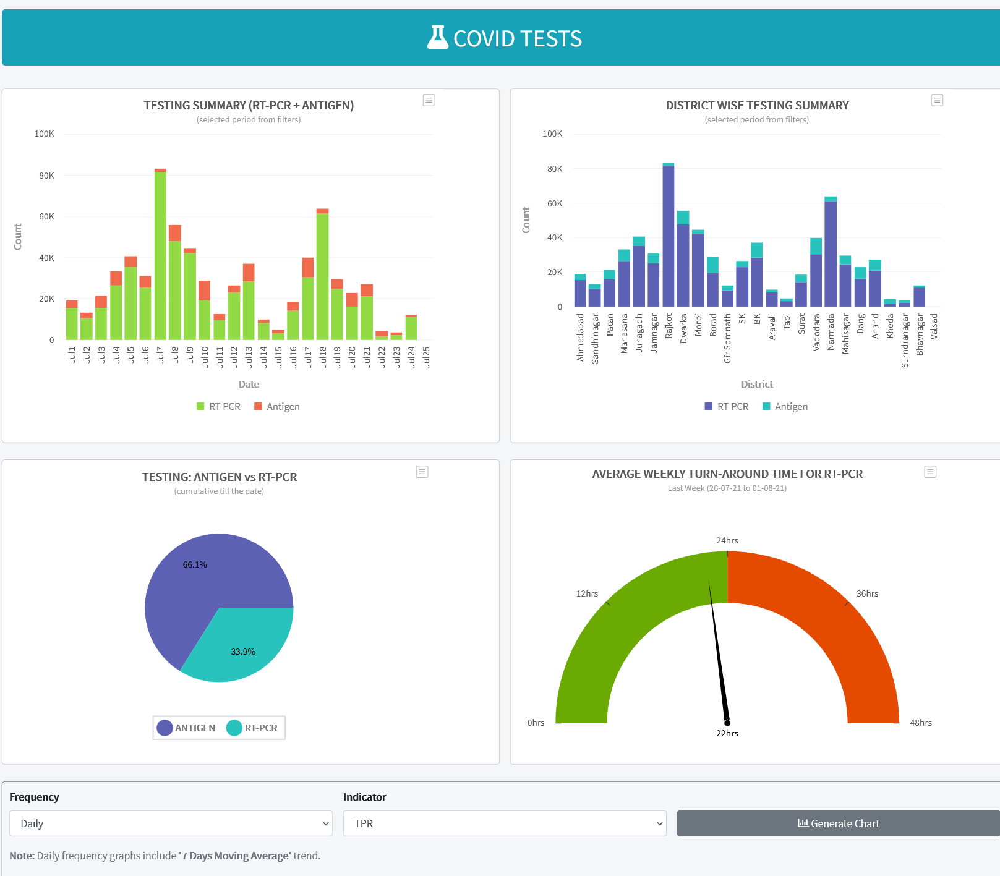 COVID TESTS
TESTING SUMMARY (RT-PCR + ANTIGEN)
(selected period from filters)
100K
80K
60K
40K
20K
0
Count
Jul1
Jul2
Jul3
Jul4
Jul5
Jul6
Jul7
Jul8
Jul9
Jul10
Jul11
Jul12
Jul13
Jul14
Jul15
Jul16
Jul17
Jul18
Jul19
Jul20
Jul21
Jul22
Jul23
Jul24
Jul25
Date
RT-PCR Antigen
DISTRICT WISE TESTING SUMMARY
(selected period from filters)
100K
80K
60K
40K
20K
0
Count
Ahmedabad
Gandhinagar
Patan
Mahesana
Junagadh
Jamnagar
Rajkot
Dwarka
Morbi
Botad
Gir Somnath
SK
BK
Aravali
Tapi
Surat
Vadodara
Narmada
Mahisagar
Dang
Anand
Kheda
Surndranagar
Bhavnagar
Valsad
District
RT-PCR Antigen
TESTING: ANTIGEN vs RT-PCR
(cumulative till the date)
66.1%
33.9%
ANTIGEN RT-PCR
AVERAGE WEEKLY TURN-AROUND TIME FOR RT-PCR
Last Week (26-07-21 to 01-08-21)
24hrs
12hrs
36hrs
0hrs
48hrs
22hrs
Frequency
Daily
Indicator
TPR
Generate Chart
Note: Daily frequency graphs include '7 Days Moving Average' trend.